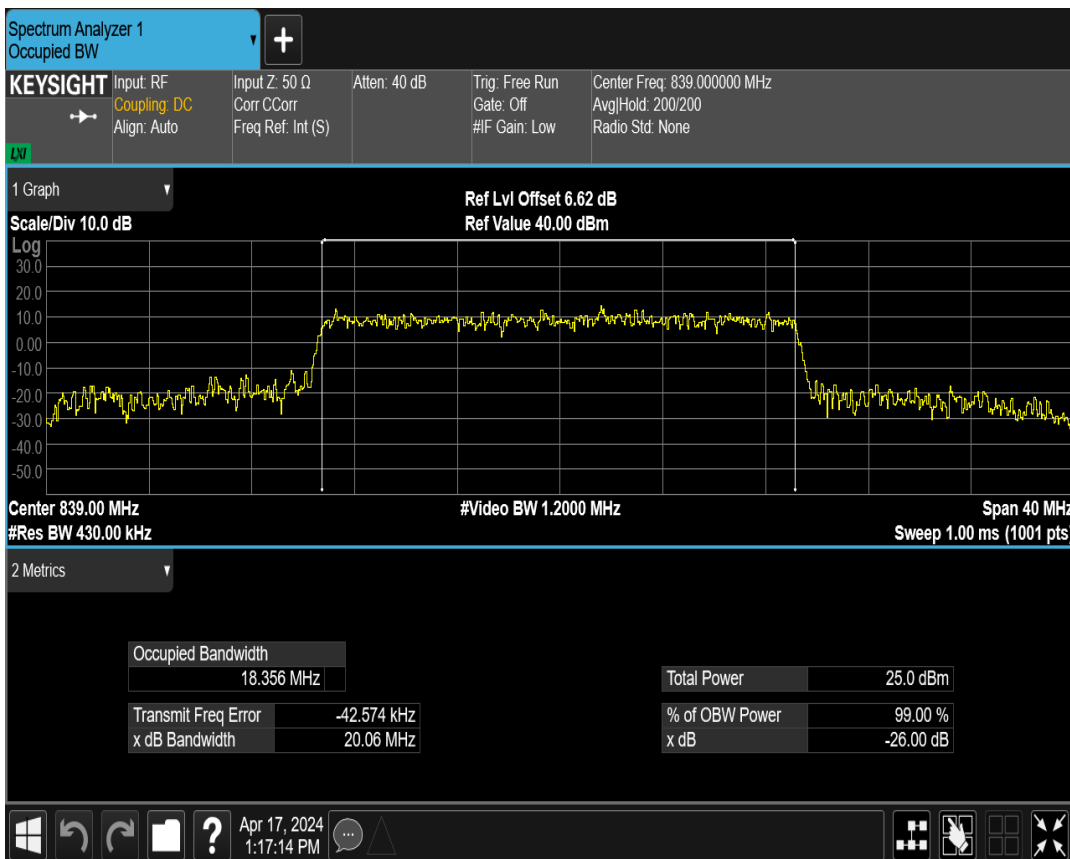 Spectrum Analyzer 1
Occupied BW
+
KEYSIGHT
LXI
Input: RF
Coupling: DC
Align: Auto
Input Z: 50 Ω
Corr CCorr
Freq Ref: Int (S)
Atten: 40 dB
Trig: Free Run
Gate: Off
#IF Gain: Low
Center Freq: 839.000000 MHz
Avg|Hold: 200/200
Radio Std: None
1 Graph
Scale/Div 10.0 dB
Ref Lvl Offset 6.62 dB
Ref Value 40.00 dBm
Log
30.0
20.0
10.0
0.00
-10.0
-20.0
-30.0
-40.0
-50.0
Center 839.00 MHz
#Video BW 1.2000 MHz
Span 40 MHz
#Res BW 430.00 kHz
Sweep 1.00 ms (1001 pts)
2 Metrics
Occupied Bandwidth
18.356 MHz
Transmit Freq Error -42.574 kHz
x dB Bandwidth 20.06 MHz
Total Power 25.0 dBm
% of OBW Power 99.00 %
x dB -26.00 dB
?
Apr 17, 2024
1:17:14 PM